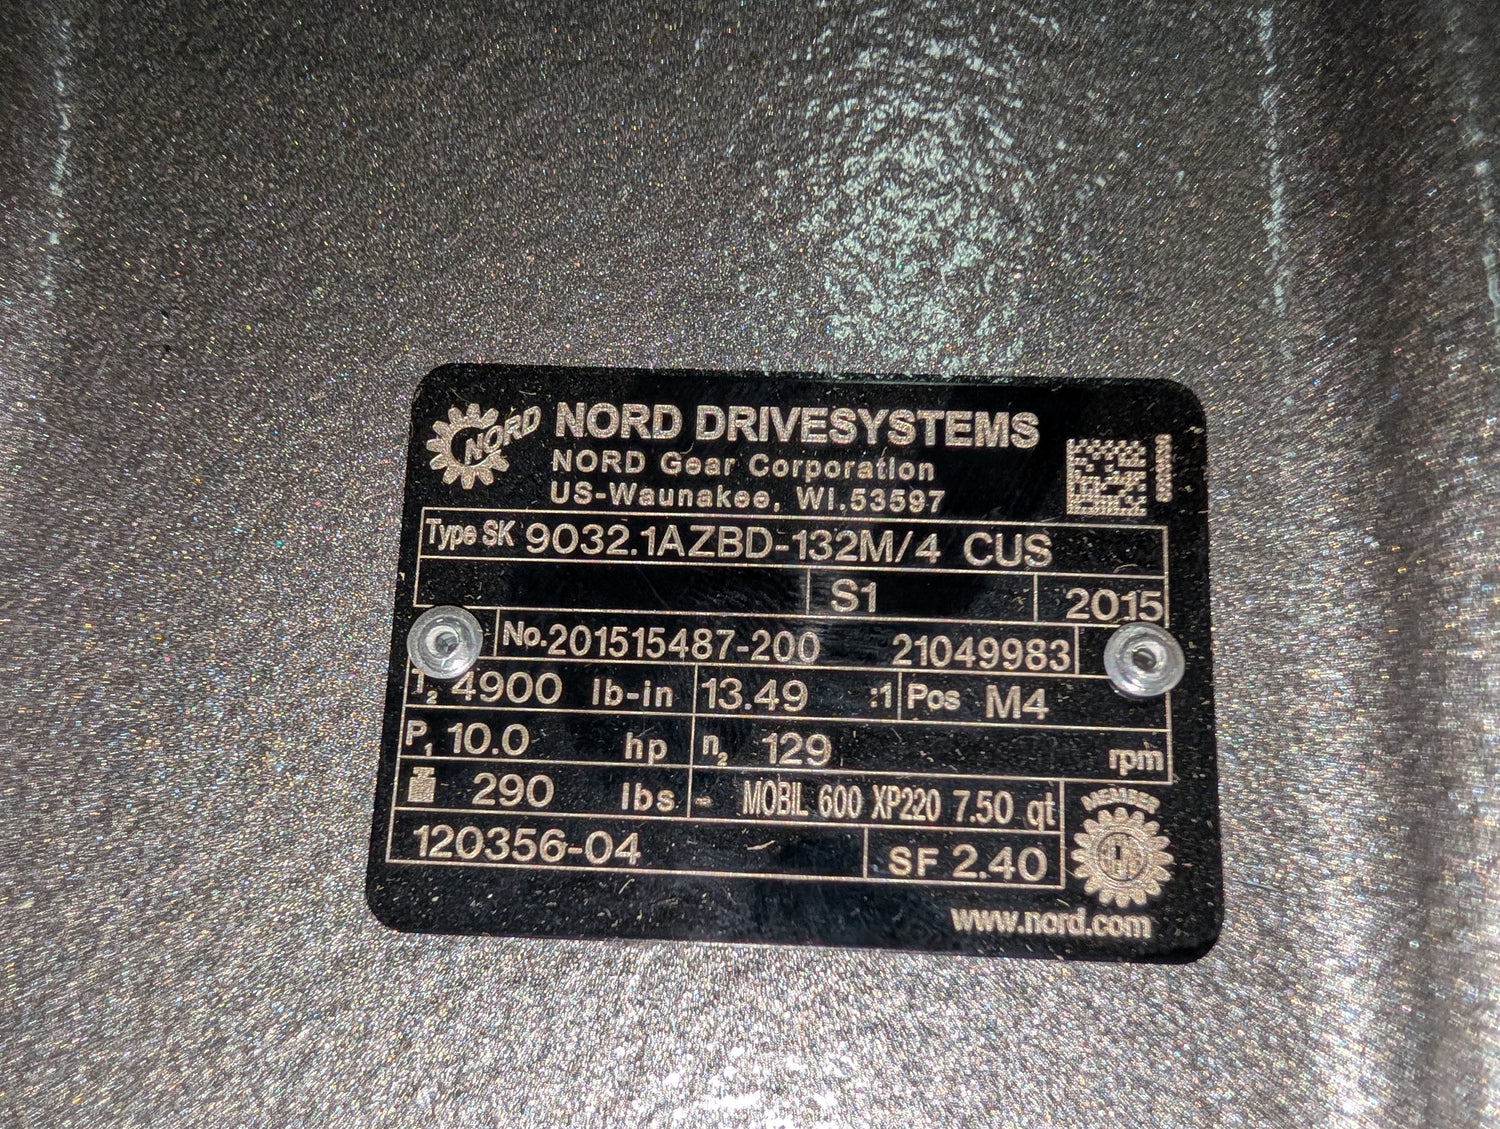 NORD
NORD DRIVESYSTEMS
NORD Gear Corporation
US-Waunakee, WI.53597
Type SK 9032.1AZBD-132M/4 CUS
S1 2015
No.201515487-200 21049983
T2 4900 lb-in 13.49 :1 Pos M4
P1 10.0 hp n2 129 rpm
290 lbs - MOBIL 600 XP220 7.50 qt
120356-04 SF 2.40
MEMBER
www.nord.com